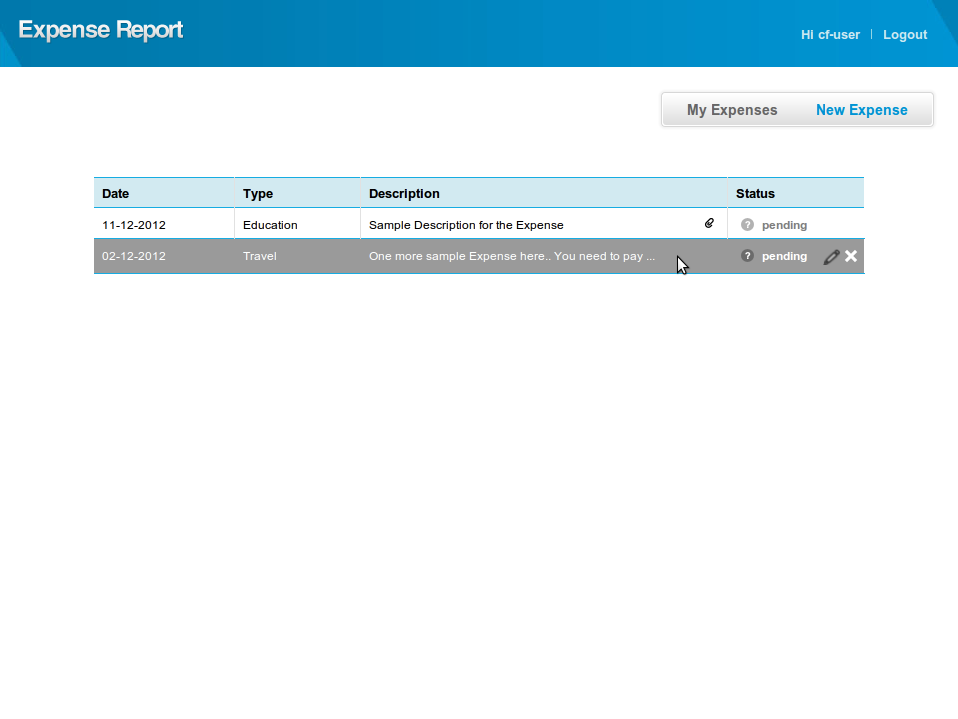 Expense Report
Hi cf-user | Logout
My Expenses New Expense
Date Type Description Status
11-12-2012 Education Sample Description for the Expense ? pending
02-12-2012 Travel One more sample Expense here.. You need to pay ... ? pending